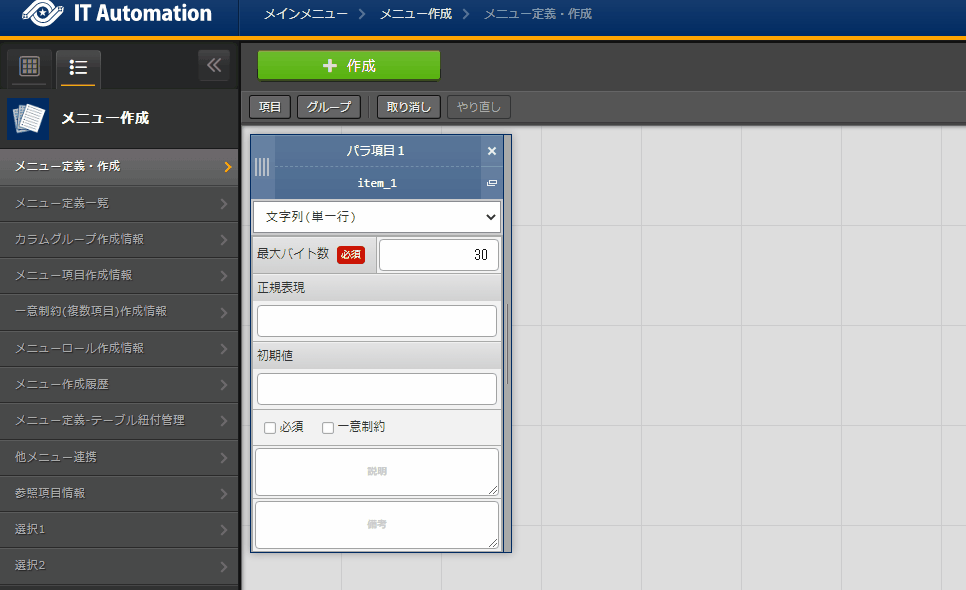 IT Automation
メインメニュー > メニュー作成 > メニュー定義・作成
作成
メニュー作成
メニュー定義・作成
メニュー定義一覧
カラムグループ作成情報
メニュー項目作成情報
一意制約(複数項目)作成情報
メニューロール作成情報
メニュー作成履歴
メニュー定義-テーブル紐付管理
他メニュー連携
参照項目情報
選択1
選択2
項目 グループ 取り消し やり直し
パラ項目 1
item_1
文字列(単一行)
最大バイト数 必須 30
正規表現
初期値
必須 一意制約
説明
備考